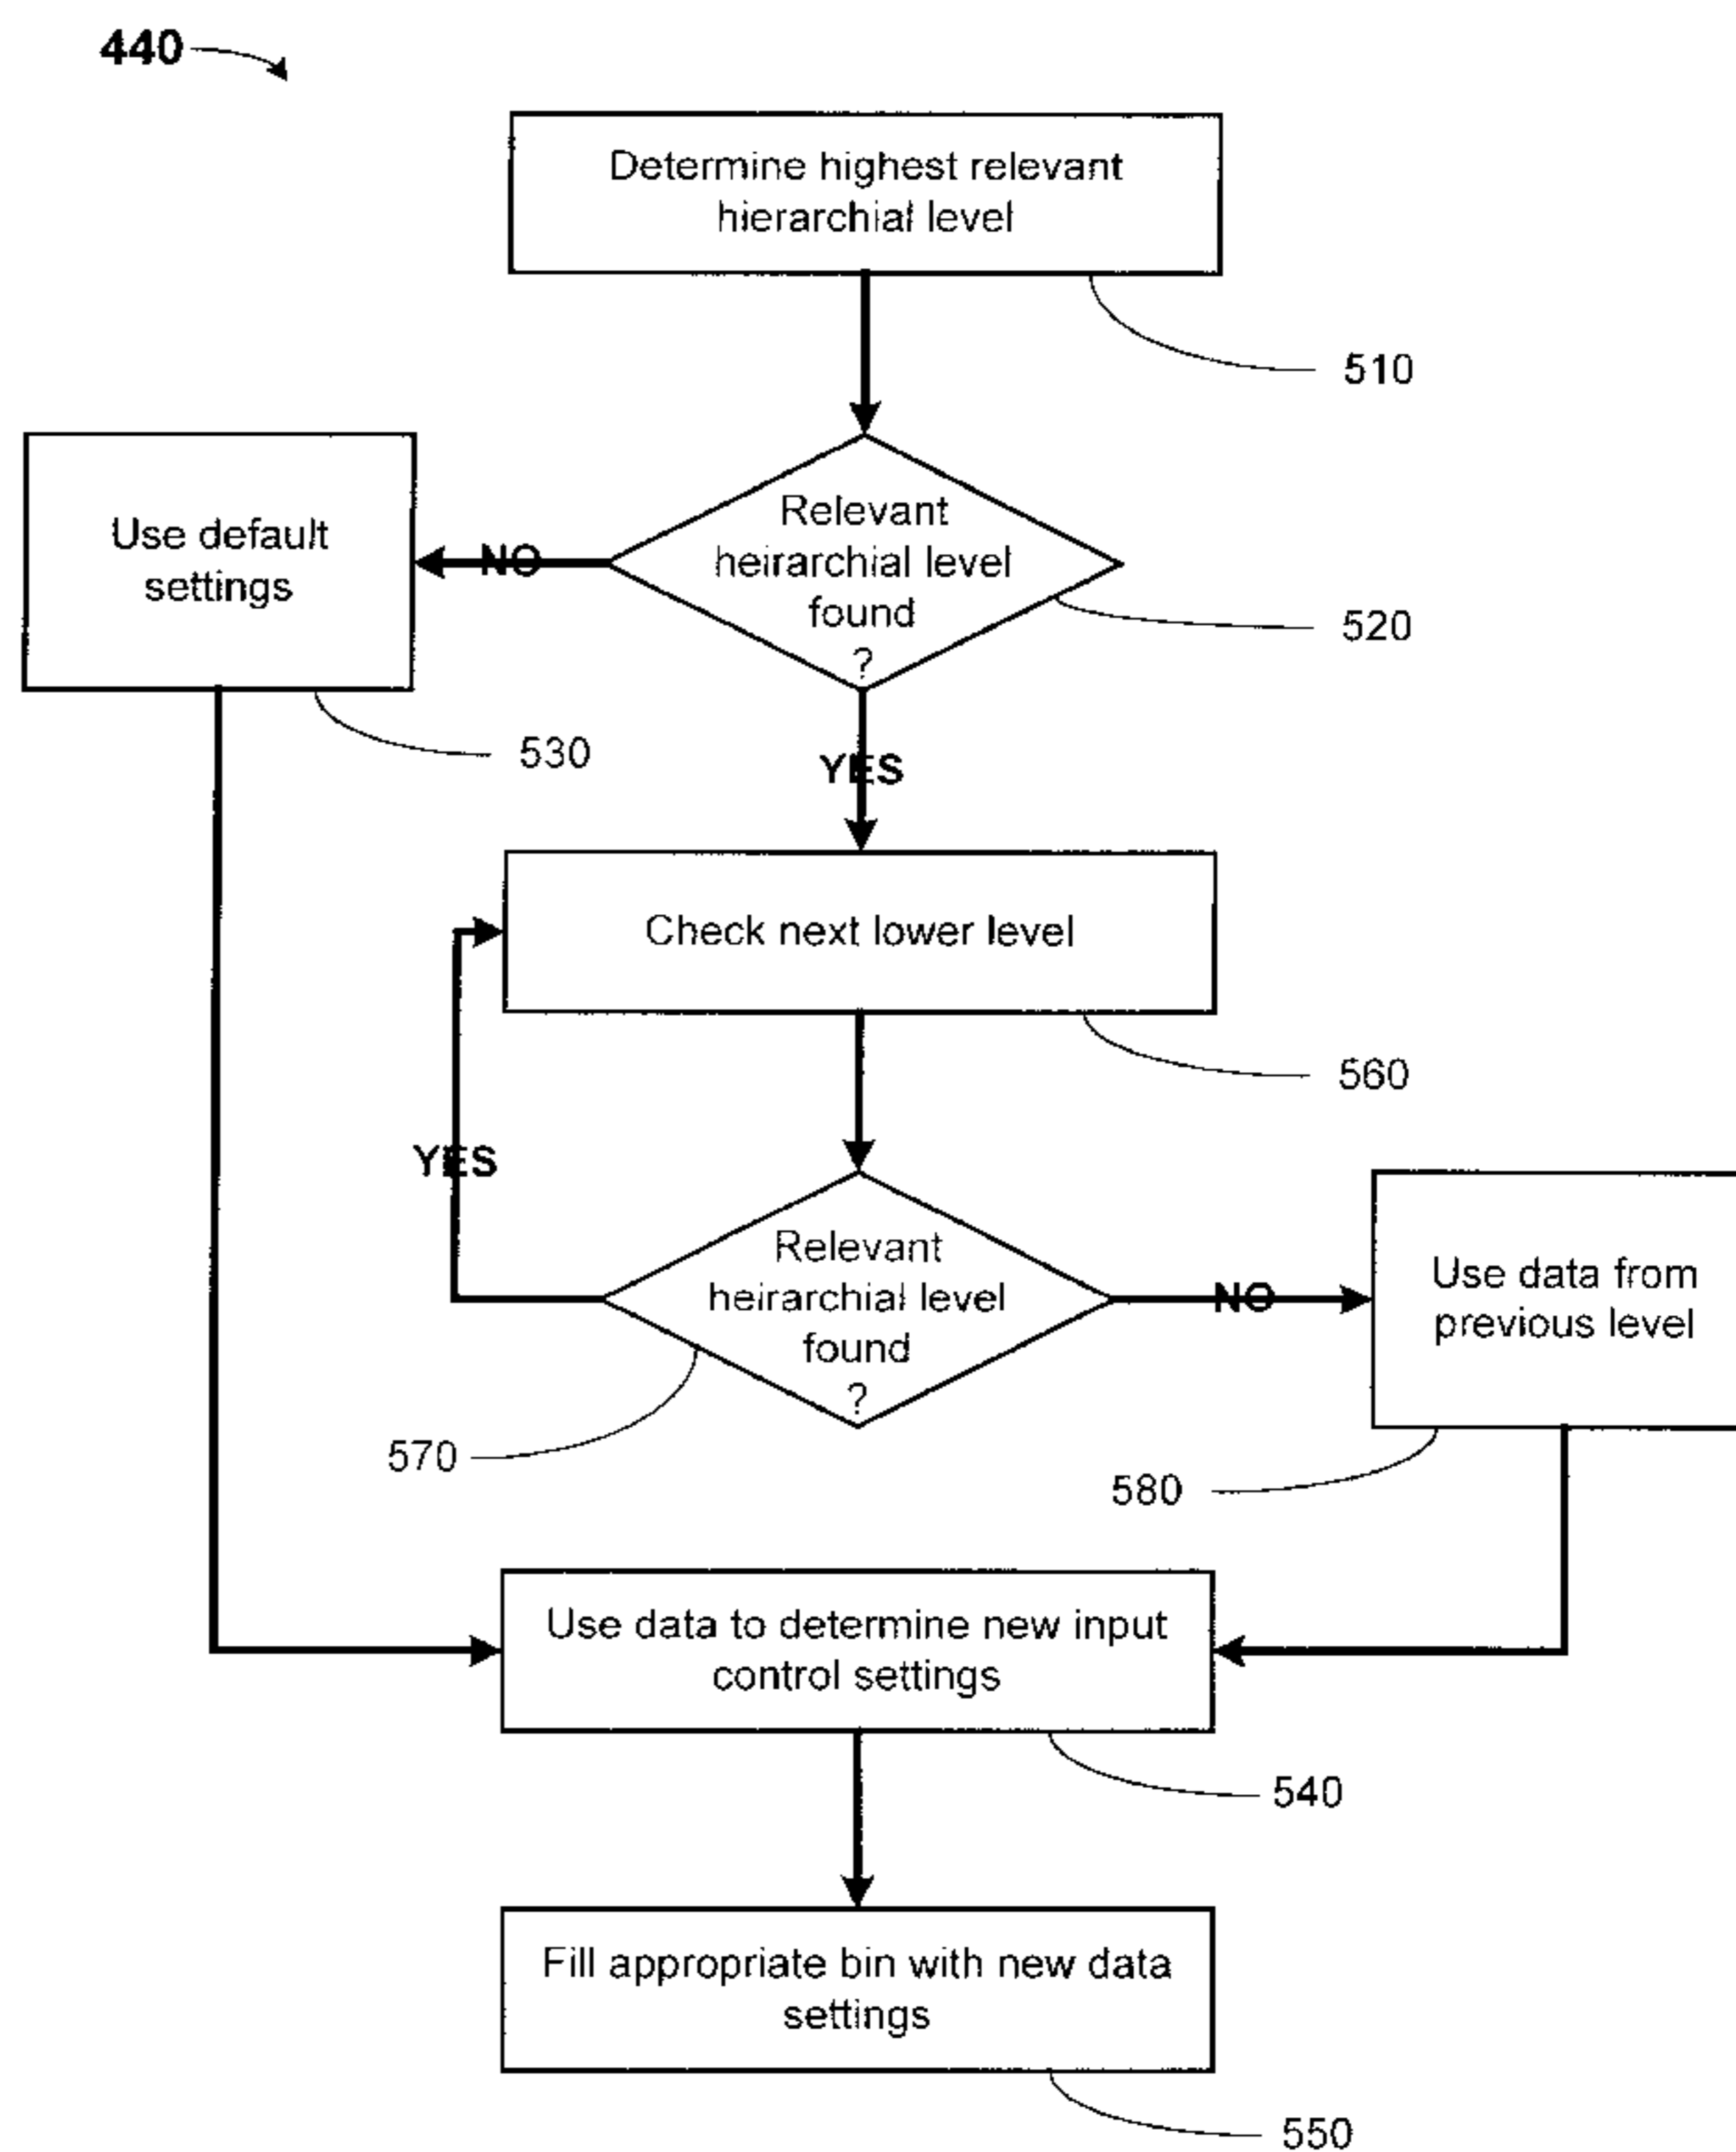 440
Determine highest relevant
hierarchial level
510
Relevant
heirarchial level
found
?
520
NO
Use default
settings
530
YES
Check next lower level
560
YES
Relevant
heirarchial level
found
?
570
NO
Use data from
previous level
580
Use data to determine new input
control settings
540
Fill appropriate bin with new data
settings
550